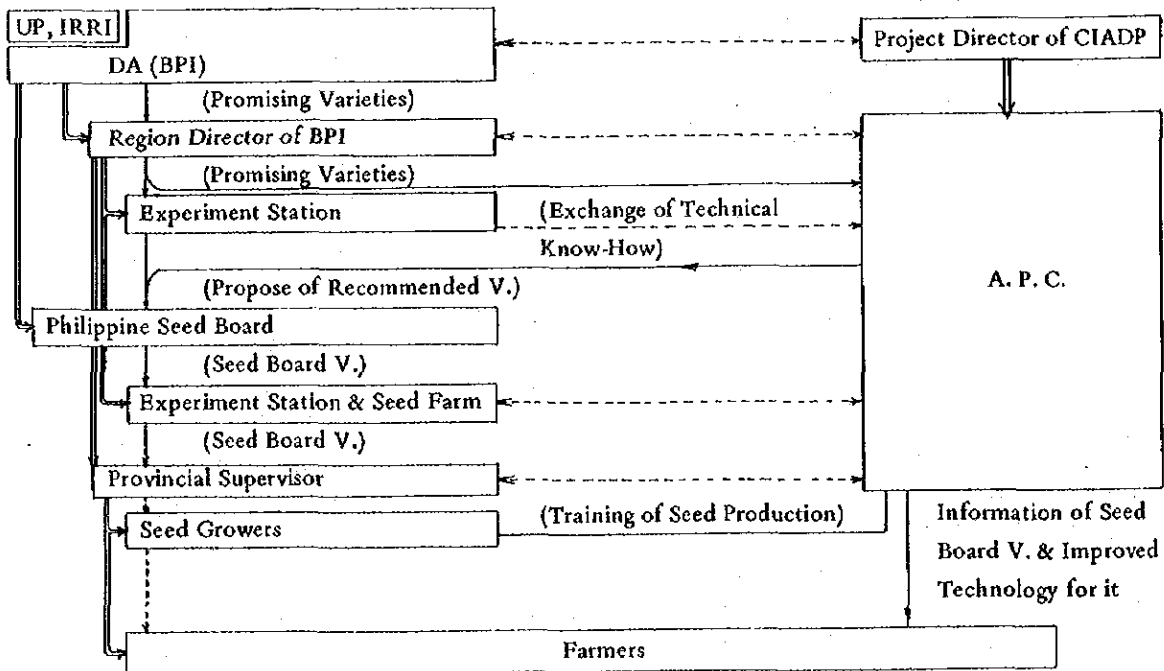 UP, IRRI
DA (BPI)
Project Director of CIADP
(Promising Varieties)
Region Director of BPI
(Promising Varieties)
Experiment Station
(Exchange of Technical
Know-How)
(Propose of Recommended V.)
A. P. C.
Philippine Seed Board
(Seed Board V.)
Experiment Station & Seed Farm
(Seed Board V.)
Provincial Supervisor
Seed Growers
(Training of Seed Production)
Information of Seed
Board V. & Improved
Technology for it
Farmers